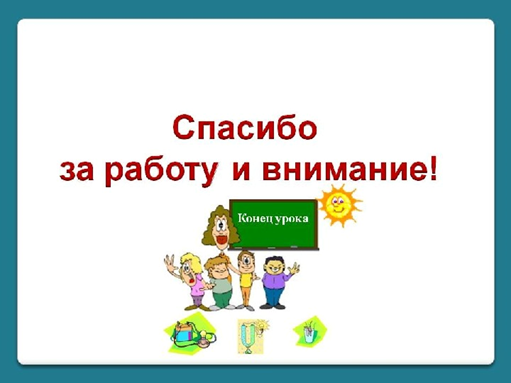 Спасибо
за работу и внимание!
Конец урока